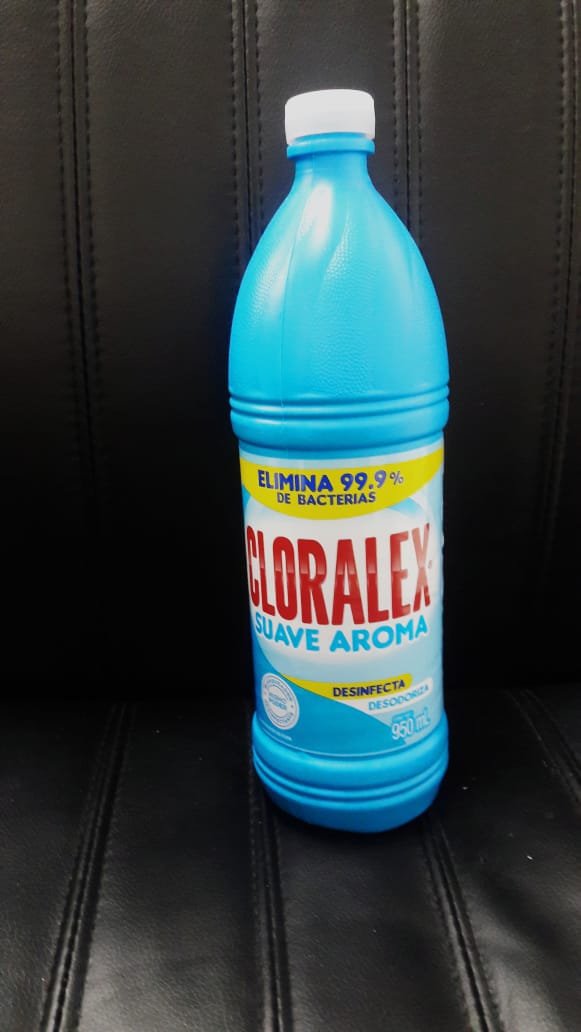 ELIMINA 99.9%
DE BACTERIAS
CLORALEX
SUAVE AROMA
DESINFECTA
DESODORIZA
950 mL